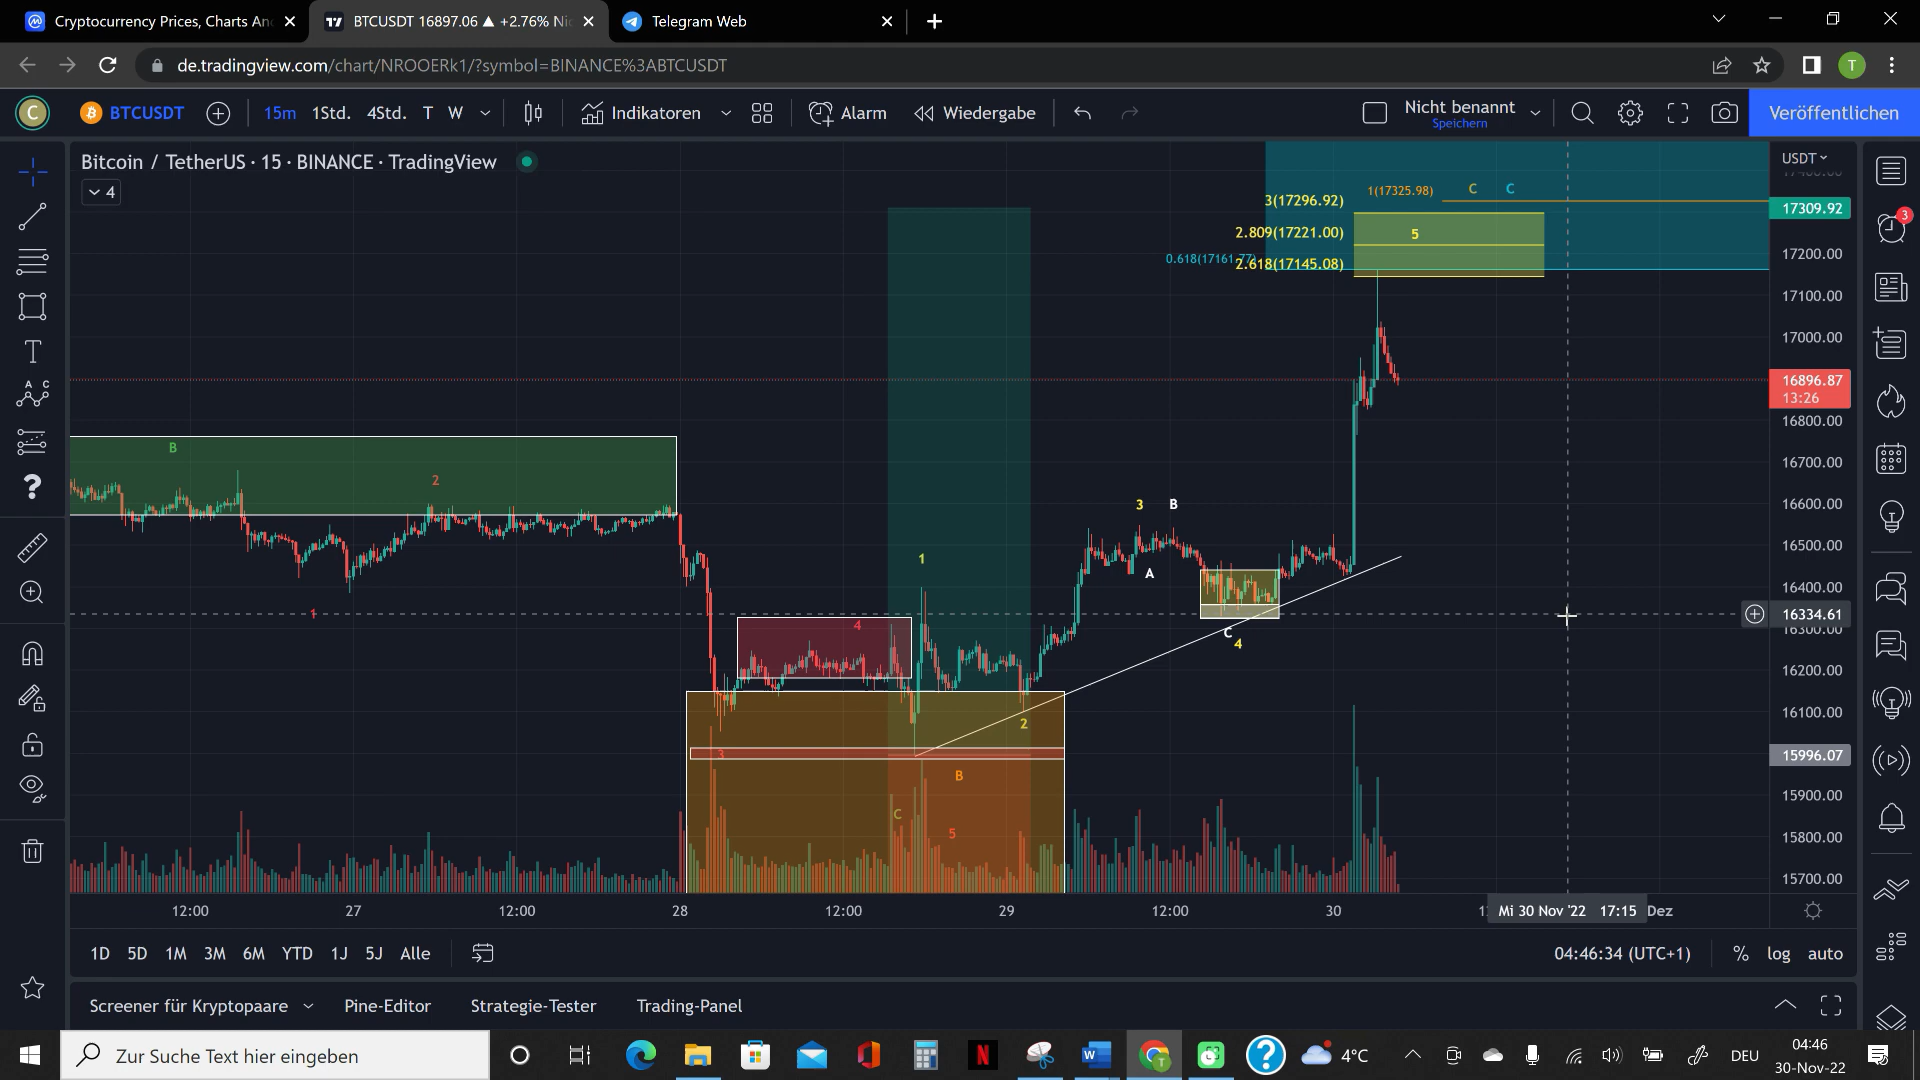 Cryptocurrency Prices, Charts An
BTCUSDT 16897.06 ▲ +2.76% Ni
Telegram Web
de.tradingview.com/chart/NROOERk1/?symbol=BINANCE%3ABTCUSDT
T
C
BTCUSDT
15m
1Std.
4Std.
T
W
Indikatoren
Alarm
Wiedergabe
Nicht benannt
Speichern
Veröffentlichen
Bitcoin / TetherUS · 15 · BINANCE · TradingView
4
USDT
3(17296.92)
1(17325.98)
C
C
17309.92
2.809(17221.00)
5
0.618(17161.77)
2.618(17145.08)
17200.00
17100.00
17000.00
16896.87
13:26
16800.00
16700.00
16600.00
16500.00
16400.00
16334.61
16300.00
16200.00
16100.00
15996.07
15900.00
15800.00
15700.00
3
B
2
1
3
B
1
A
4
C
4
2
3
B
C
5
12:00
27
12:00
28
12:00
29
12:00
30
Mi 30 Nov '22 17:15
Dez
1D
5D
1M
3M
6M
YTD
1J
5J
Alle
04:46:34 (UTC+1)
%
log
auto
Screener für Kryptopaare
Pine-Editor
Strategie-Tester
Trading-Panel
Zur Suche Text hier eingeben
4°C
DEU
04:46
30-Nov-22